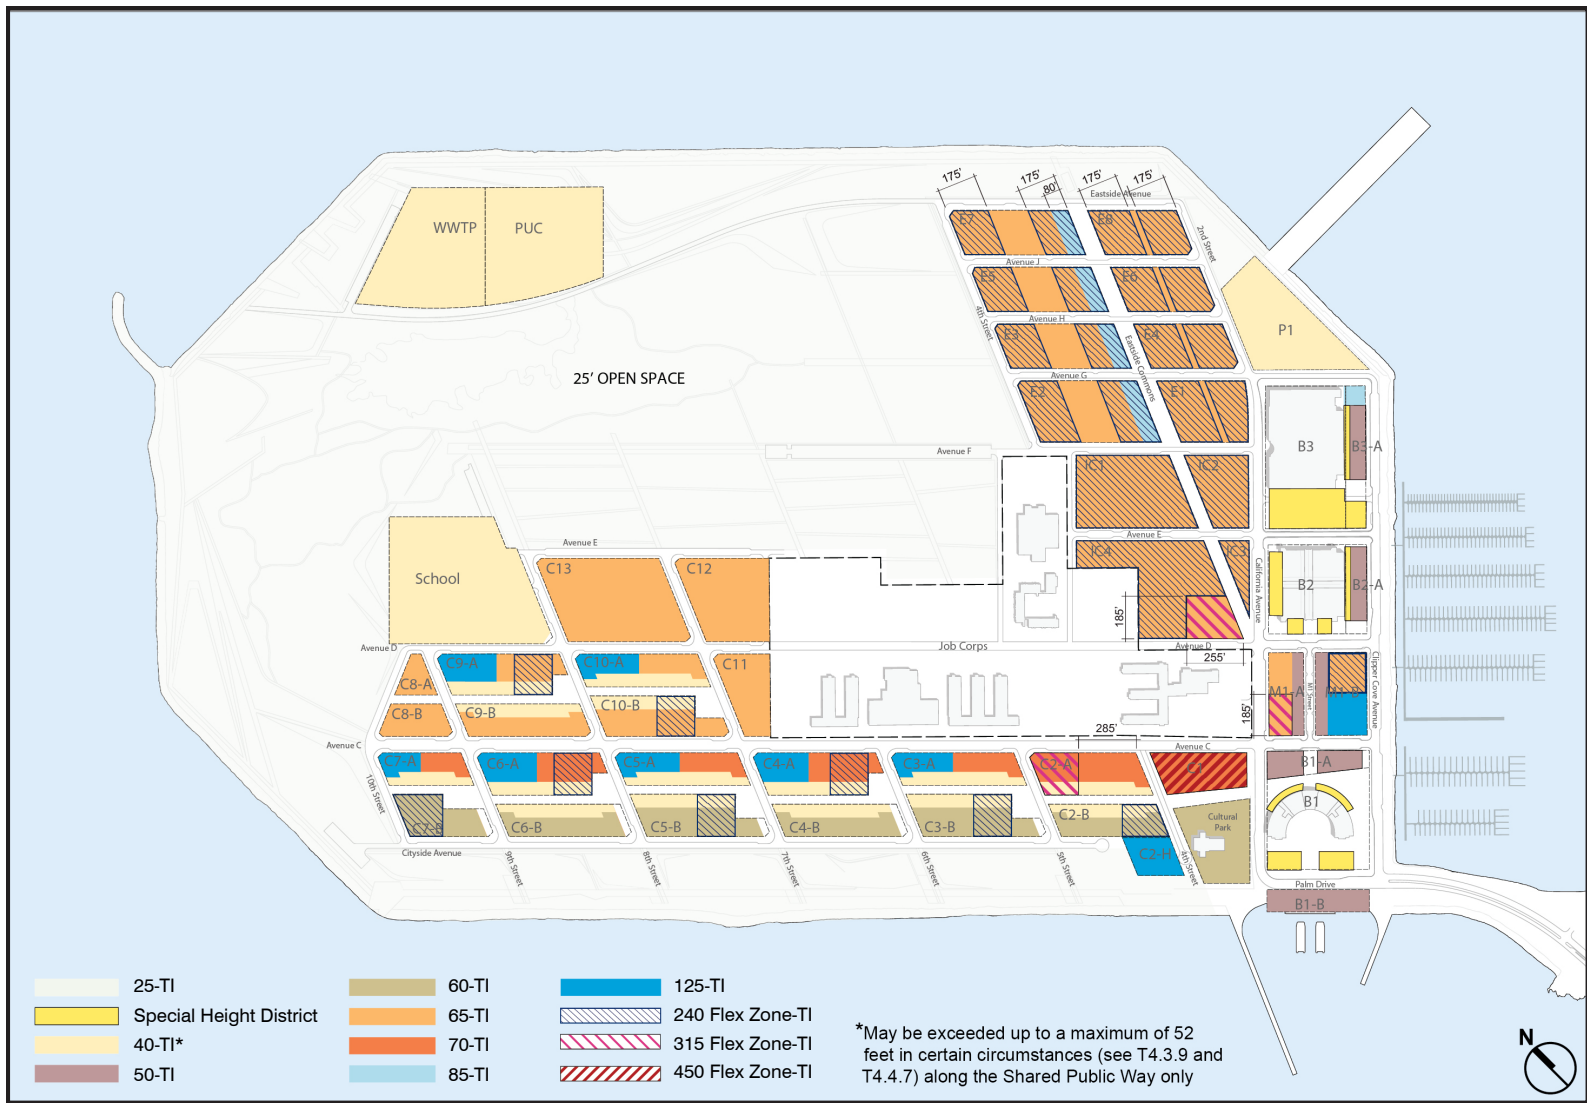 175'
175'
80'
175'
175'
Eastside Avenue
WWTP
PUC
E7
E8
2nd Street
Avenue J
E5
E6
4th Street
Avenue H
P1
E3
E4
Eastside Commons
25' OPEN SPACE
Avenue G
E2
E1
B3
B3-A
Avenue F
IC1
IC2
Avenue E
Avenue E
IC4
IC3
School
C13
C12
California Avenue
B2
B2-A
185'
Avenue D
Job Corps
Avenue D
255'
C9-A
C10-A
C11
C8-A
C8-B
C9-B
C10-B
M1-A
M1 Street
M1-B
Clipper Cove Avenue
185'
285'
Avenue C
Avenue C
C7-A
C6-A
C5-A
C4-A
C3-A
C2-A
C1
B1-A
10th Street
C7-B
C6-B
C5-B
C4-B
C3-B
C2-B
Cultural
Park
B1
Cityside Avenue
9th Street
8th Street
7th Street
6th Street
5th Street
C2-H
4th Street
Palm Drive
B1-B
25-TI
Special Height District
40-TI*
50-TI
60-TI
65-TI
70-TI
85-TI
125-TI
240 Flex Zone-TI
315 Flex Zone-TI
450 Flex Zone-TI
*May be exceeded up to a maximum of 52
feet in certain circumstances (see T4.3.9 and
T4.4.7) along the Shared Public Way only
N